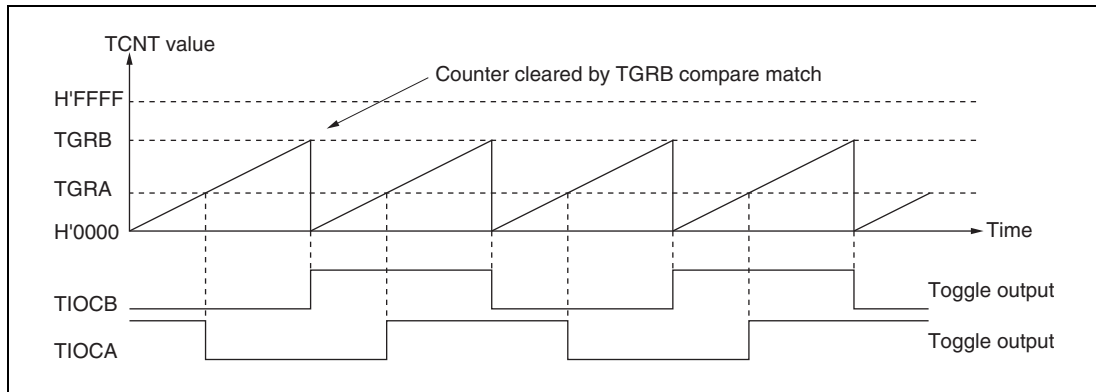 TCNT value
Counter cleared by TGRB compare match
H'FFFF
TGRB
TGRA
H'0000
Time
TIOCB
Toggle output
TIOCA
Toggle output